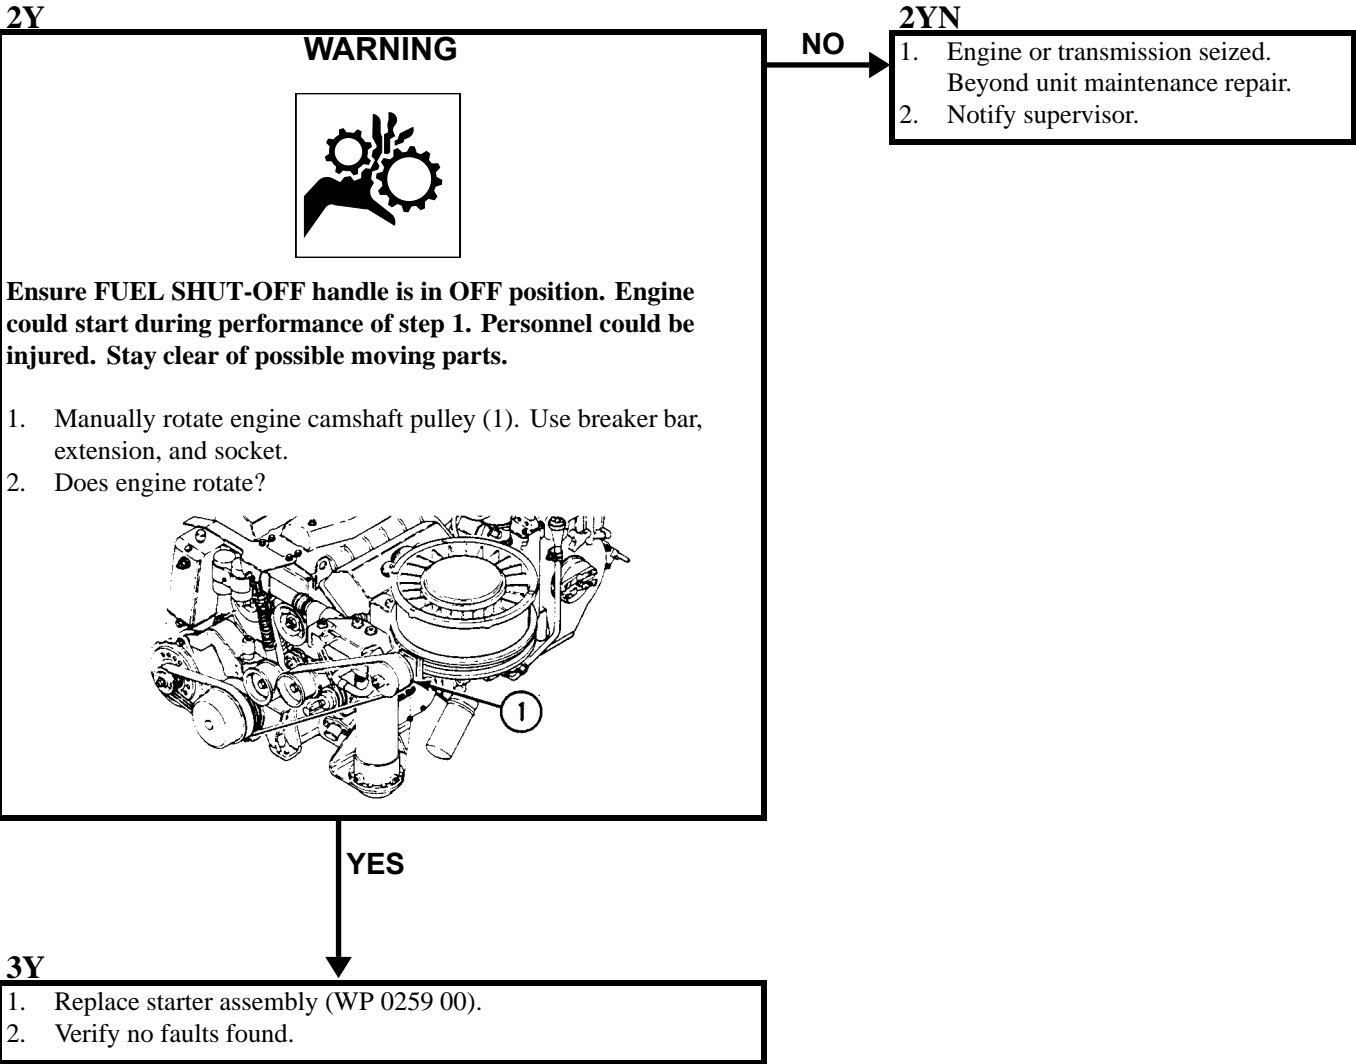 2Y
WARNING
Ensure FUEL SHUT-OFF handle is in OFF position. Engine
could start during performance of step 1. Personnel could be
injured. Stay clear of possible moving parts.
1. Manually rotate engine camshaft pulley (1). Use breaker bar,
extension, and socket.
2. Does engine rotate?
1
NO
2YN
1. Engine or transmission seized.
Beyond unit maintenance repair.
2. Notify supervisor.
YES
3Y
1. Replace starter assembly (WP 0259 00).
2. Verify no faults found.